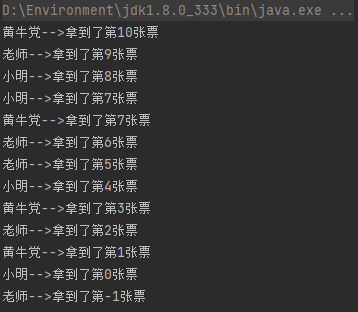 D:\Environment\jdk1.8.0_333\bin\java.exe ...
黄牛党-->拿到了第10张票
老师-->拿到了第9张票
小明-->拿到了第8张票
小明-->拿到了第7张票
黄牛党-->拿到了第7张票
老师-->拿到了第6张票
老师-->拿到了第5张票
小明-->拿到了第4张票
黄牛党-->拿到了第3张票
老师-->拿到了第2张票
黄牛党-->拿到了第1张票
小明-->拿到了第0张票
老师-->拿到了第-1张票